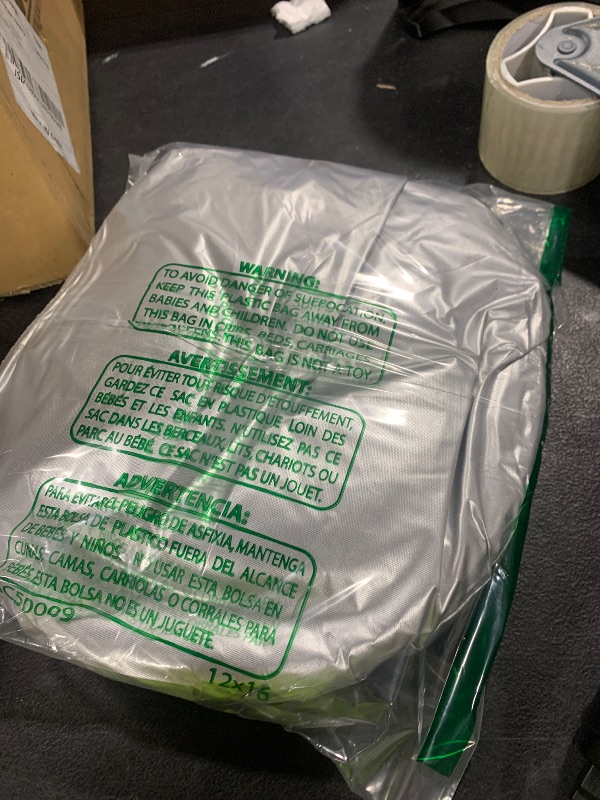 WARNING:
TO AVOID DANGER OF SUFFOCATION
KEEP THIS PLASTIC BAG AWAY FROM
BABIES AND CHILDREN. DO NOT USE
THIS BAG IN CRIBS, BEDS, CARRIAGES
THIS BAG IS NOT A TOY.
AVERTISSEMENT:
POUR ÉVITER TOUT RISQUE D'ÉTOUFFEMENT,
GARDEZ CE SAC EN PLASTIQUE LOIN DES
BÉBÉS ET LES ENFANTS. N'UTILISEZ PAS CE
SAC DANS LES BERCEAUX, LITS, CHARIOTS OU
PARC AU BÉBÉ. CE SAC N'EST PAS UN JOUET.
ADVERTENCIA:
PARA EVITAR EL PELIGRO DE ASFIXIA, MANTENGA
ESTA BOLSA DE PLASTICO FUERA DEL ALCANCE
DE BEBÉS Y NIÑOS. NO USAR ESTA BOLSA EN
CUNAS, CAMAS, CARRIOLAS O CORRALES PARA
BEBÉS. ESTA BOLSA NO ES UN JUGUETE.
C50009
12x16